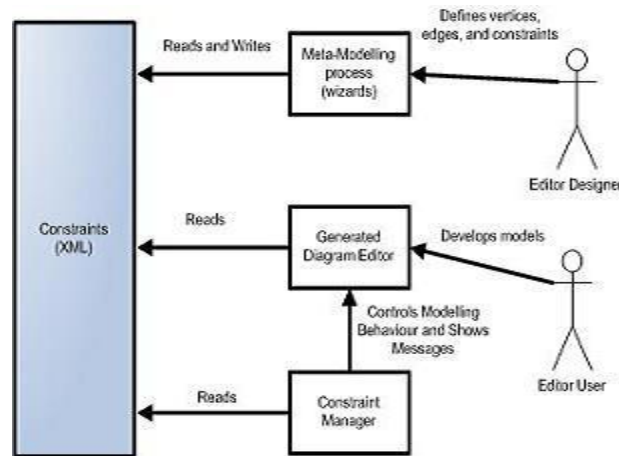 Defines vertices,
edges, and constraints
Reads and Writes
Meta-Modelling
process
(wizards)
Editor Designer
Constraints
(XML)
Reads
Generated
Diagram Editor
Develops models
Controls Modelling
Behaviour and Shows
Messages
Editor User
Reads
Constraint
Manager